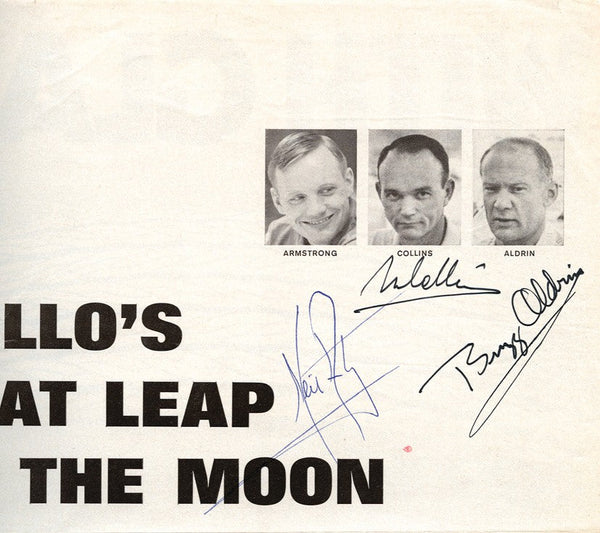 ARMSTRONG COLLINS ALDRIN
Buzz Aldrin
LLO'S
AT LEAP
THE MOON